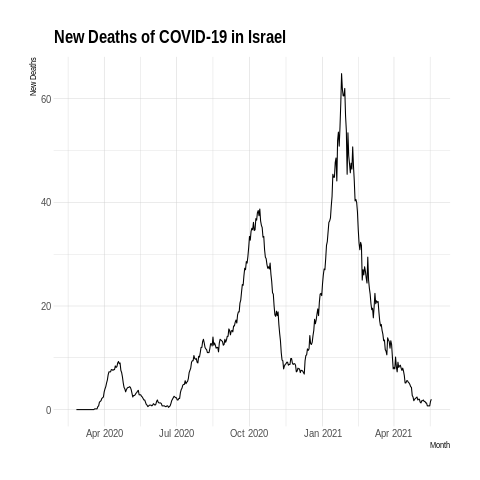 New Deaths of COVID-19 in Israel
New Deaths
60
40
20
0
Apr 2020 Jul 2020 Oct 2020 Jan 2021 Apr 2021
Month